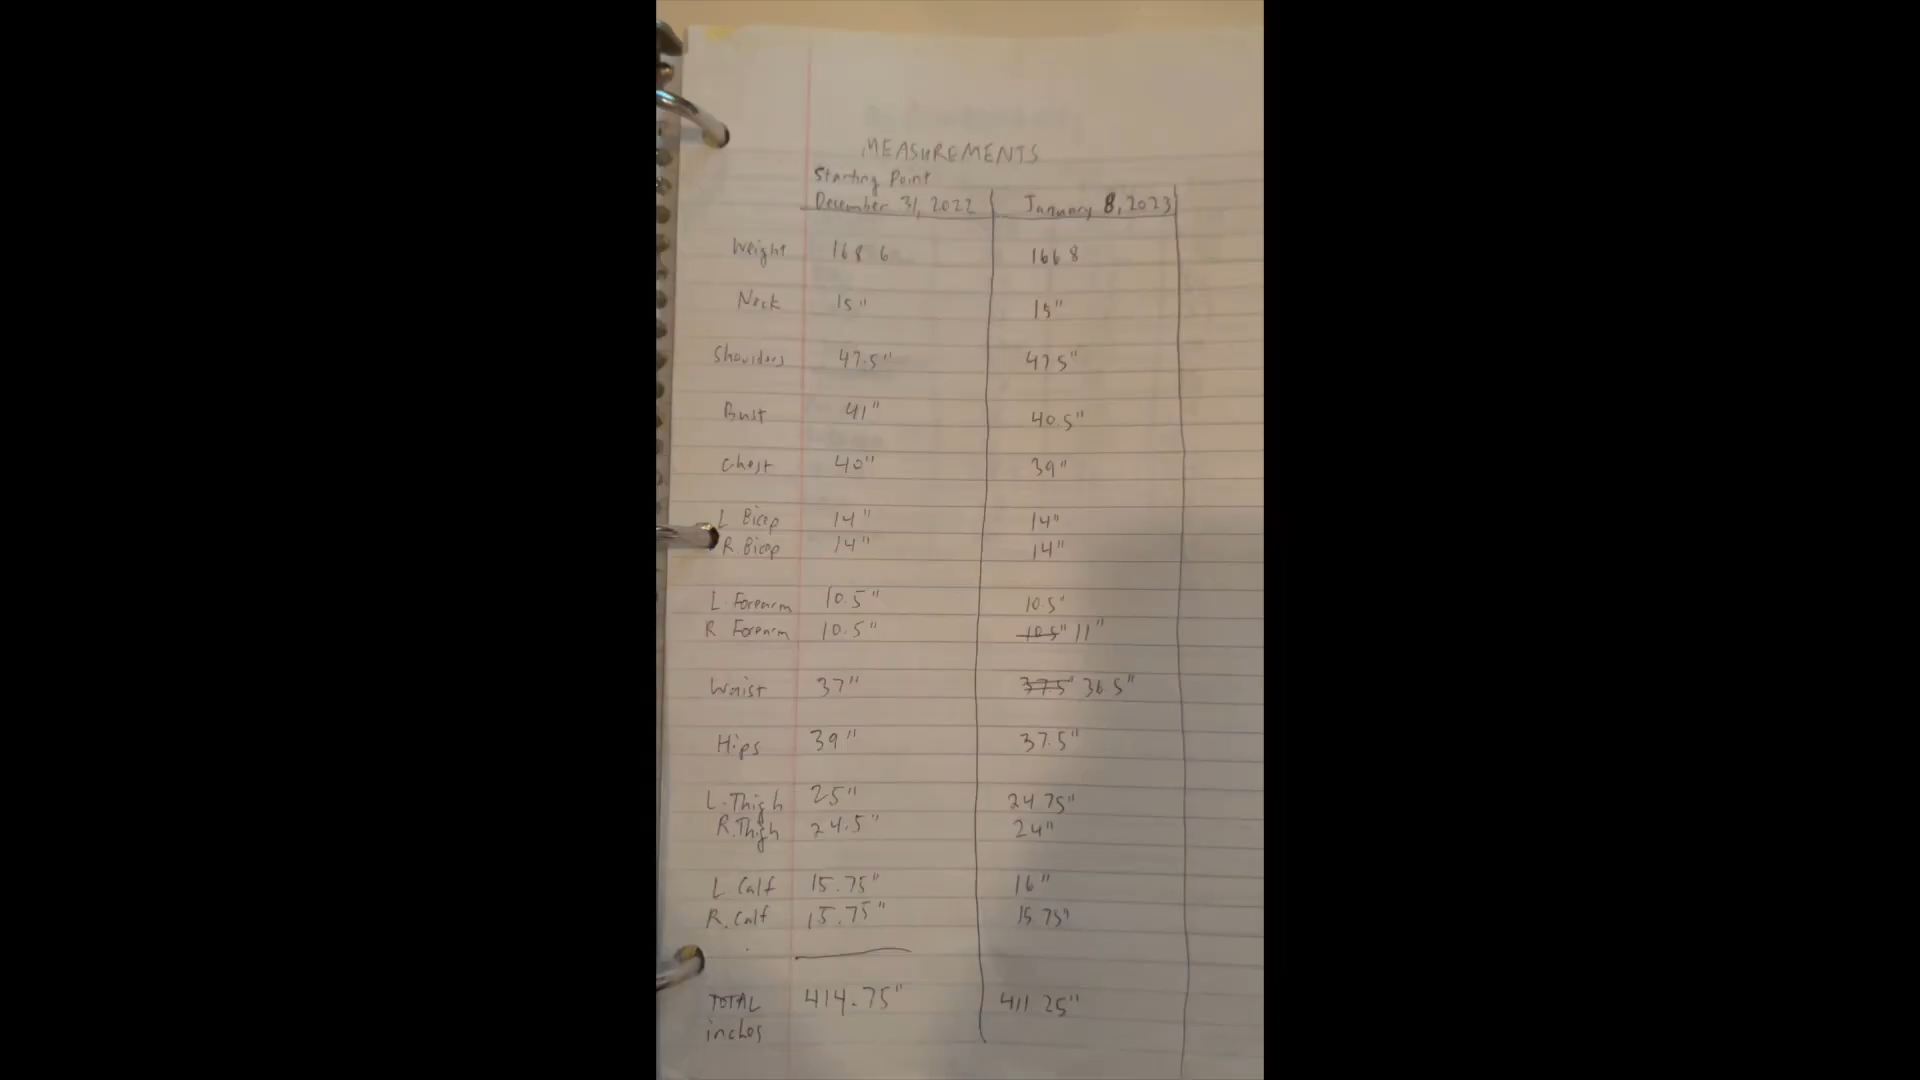 MEASUREMENTS
Starting Point
December 31, 2022 January 8, 2023
Weight 168 6 166 8
Neck 15" 15"
Shoulders 47.5" 47 5"
Bust 41" 40.5"
Chest 40" 39"
L Bicep 14" 14"
R. Bicep 14" 14"
L. Forearm 10.5" 10.5"
R Forearm 10.5" 10.5" 11"
Waist 37" 37.5" 36 5"
Hips 39" 37.5"
L. Thigh 25" 24 75"
R. Thigh 24.5" 24"
L Calf 15.75" 16"
R. Calf 15.75" 15 75"
TOTAL 414.75" 411 25"
inches